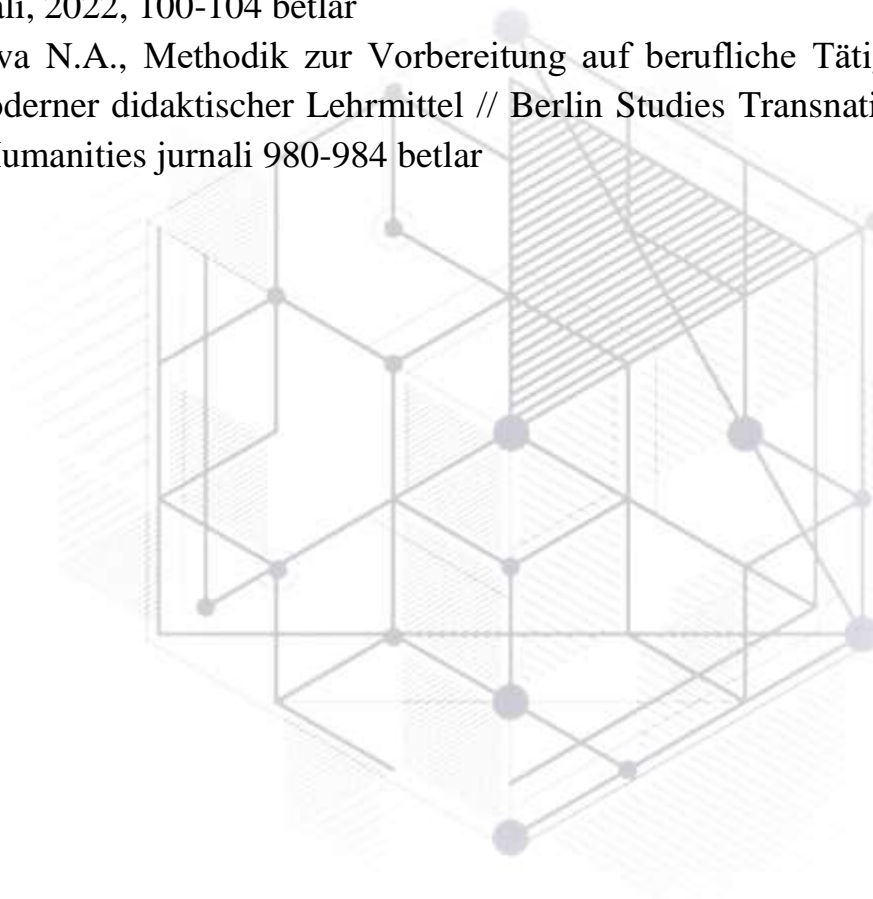 ali, 2022, 100-104 betlar
va N.A., Methodik zur Vorbereitung auf berufliche Täti
oderner didaktischer Lehrmittel // Berlin Studies Transnati
Humanities jurnali 980-984 betlar